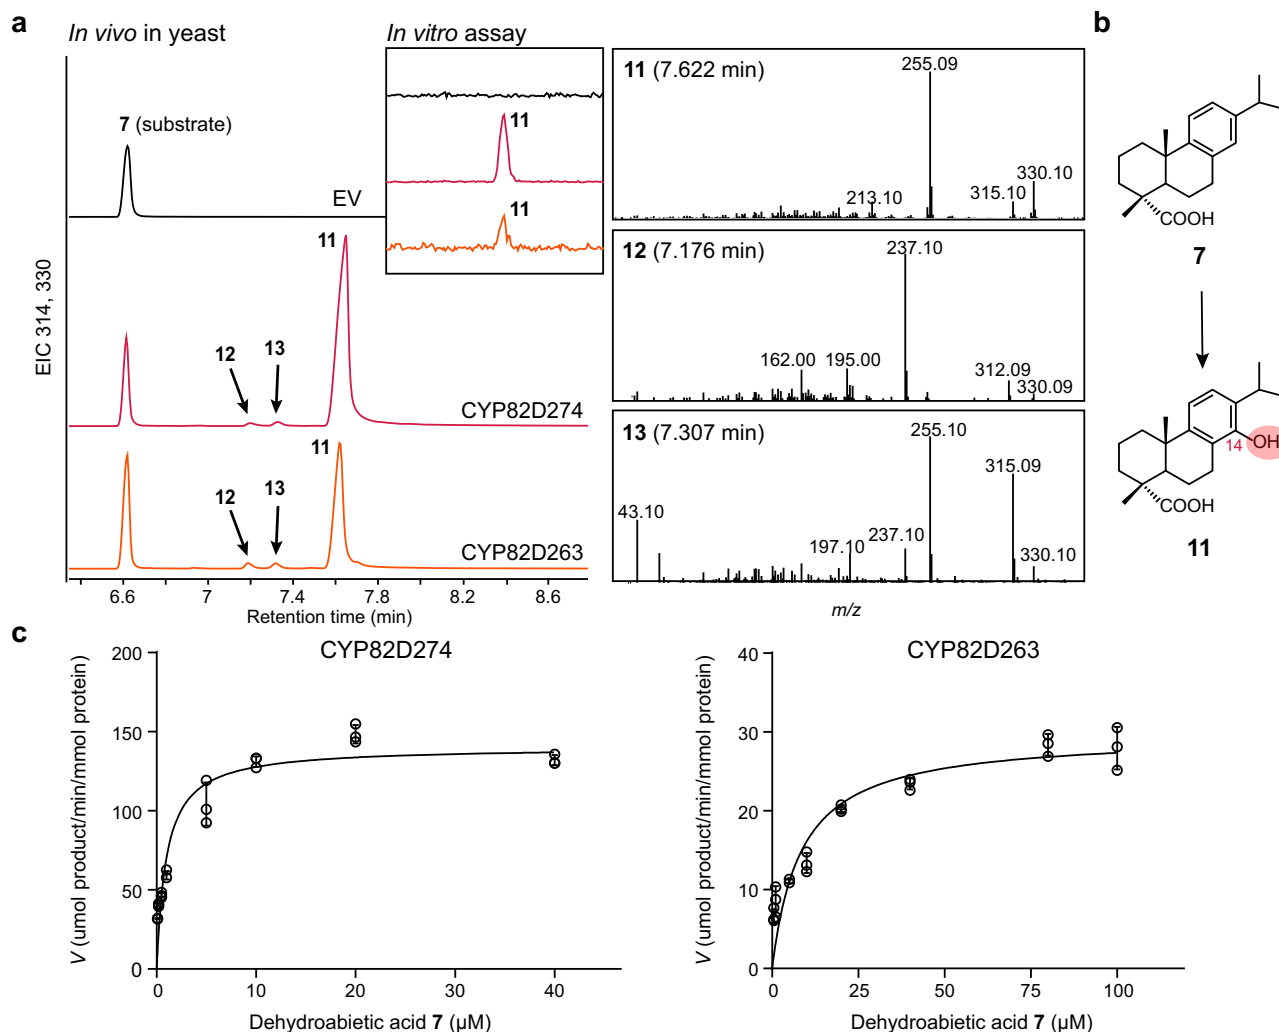 a
In vivo in yeast
In vitro assay
7 (substrate)
EV
11
11
11
12
13
CYP82D274
11
12
13
CYP82D263
EIC 314, 330
6.6
7
7.4
7.8
8.2
8.6
Retention time (min)
11 (7.622 min)
255.09
213.10
315.10
330.10
12 (7.176 min)
237.10
162.00
195.00
312.09
330.09
13 (7.307 min)
255.10
315.09
43.10
197.10
237.10
330.10
m/z
b
COOH
7
14
OH
COOH
11
c
CYP82D274
V (umol product/min/mmol protein)
200
150
100
50
0
0
10
20
30
40
Dehydroabietic acid 7 (µM)
CYP82D263
V (umol product/min/mmol protein)
40
30
20
10
0
0
25
50
75
100
Dehydroabietic acid 7 (µM)